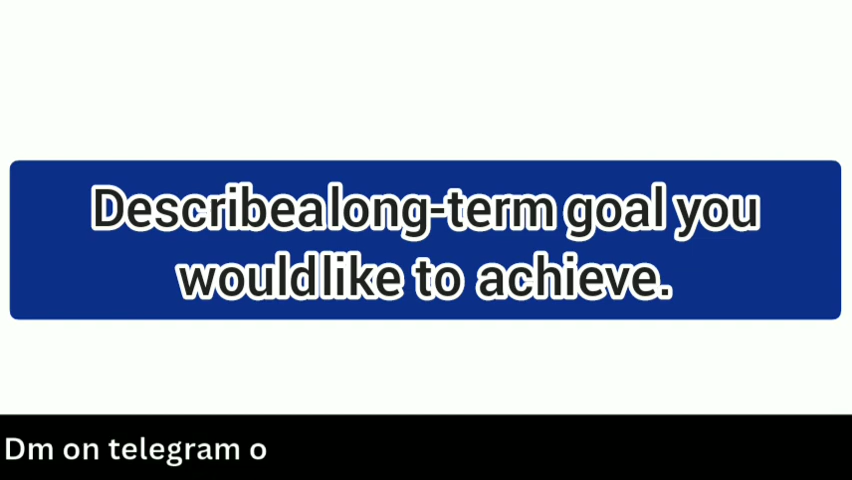 Describealong-term goal you
wouldlike to achieve.
Dm on telegram o